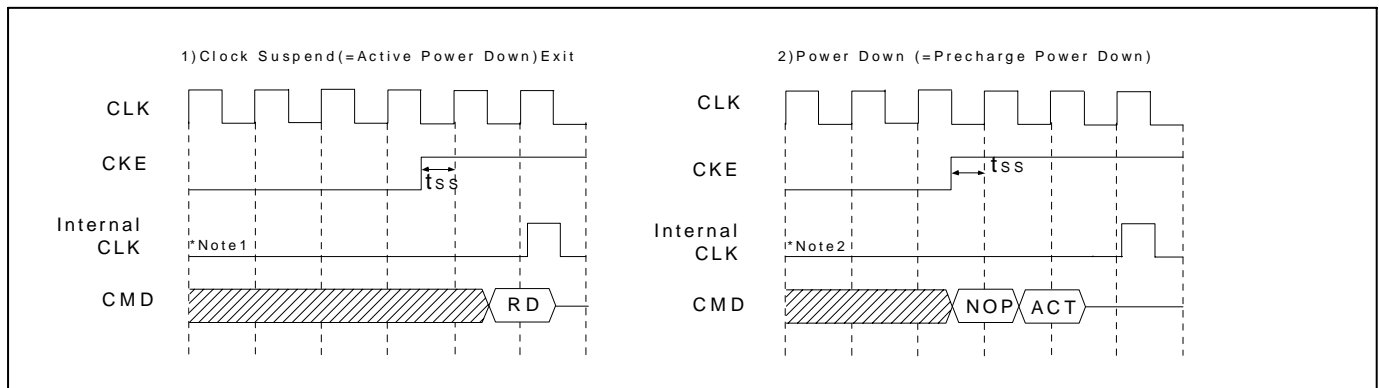 1)Clock Suspend(=Active Power Down)Exit
CLK
CKE
tss
Internal
CLK
*Note1
CMD
RD
2)Power Down (=Precharge Power Down)
CLK
CKE
tss
Internal
CLK
*Note2
CMD
NOP
ACT